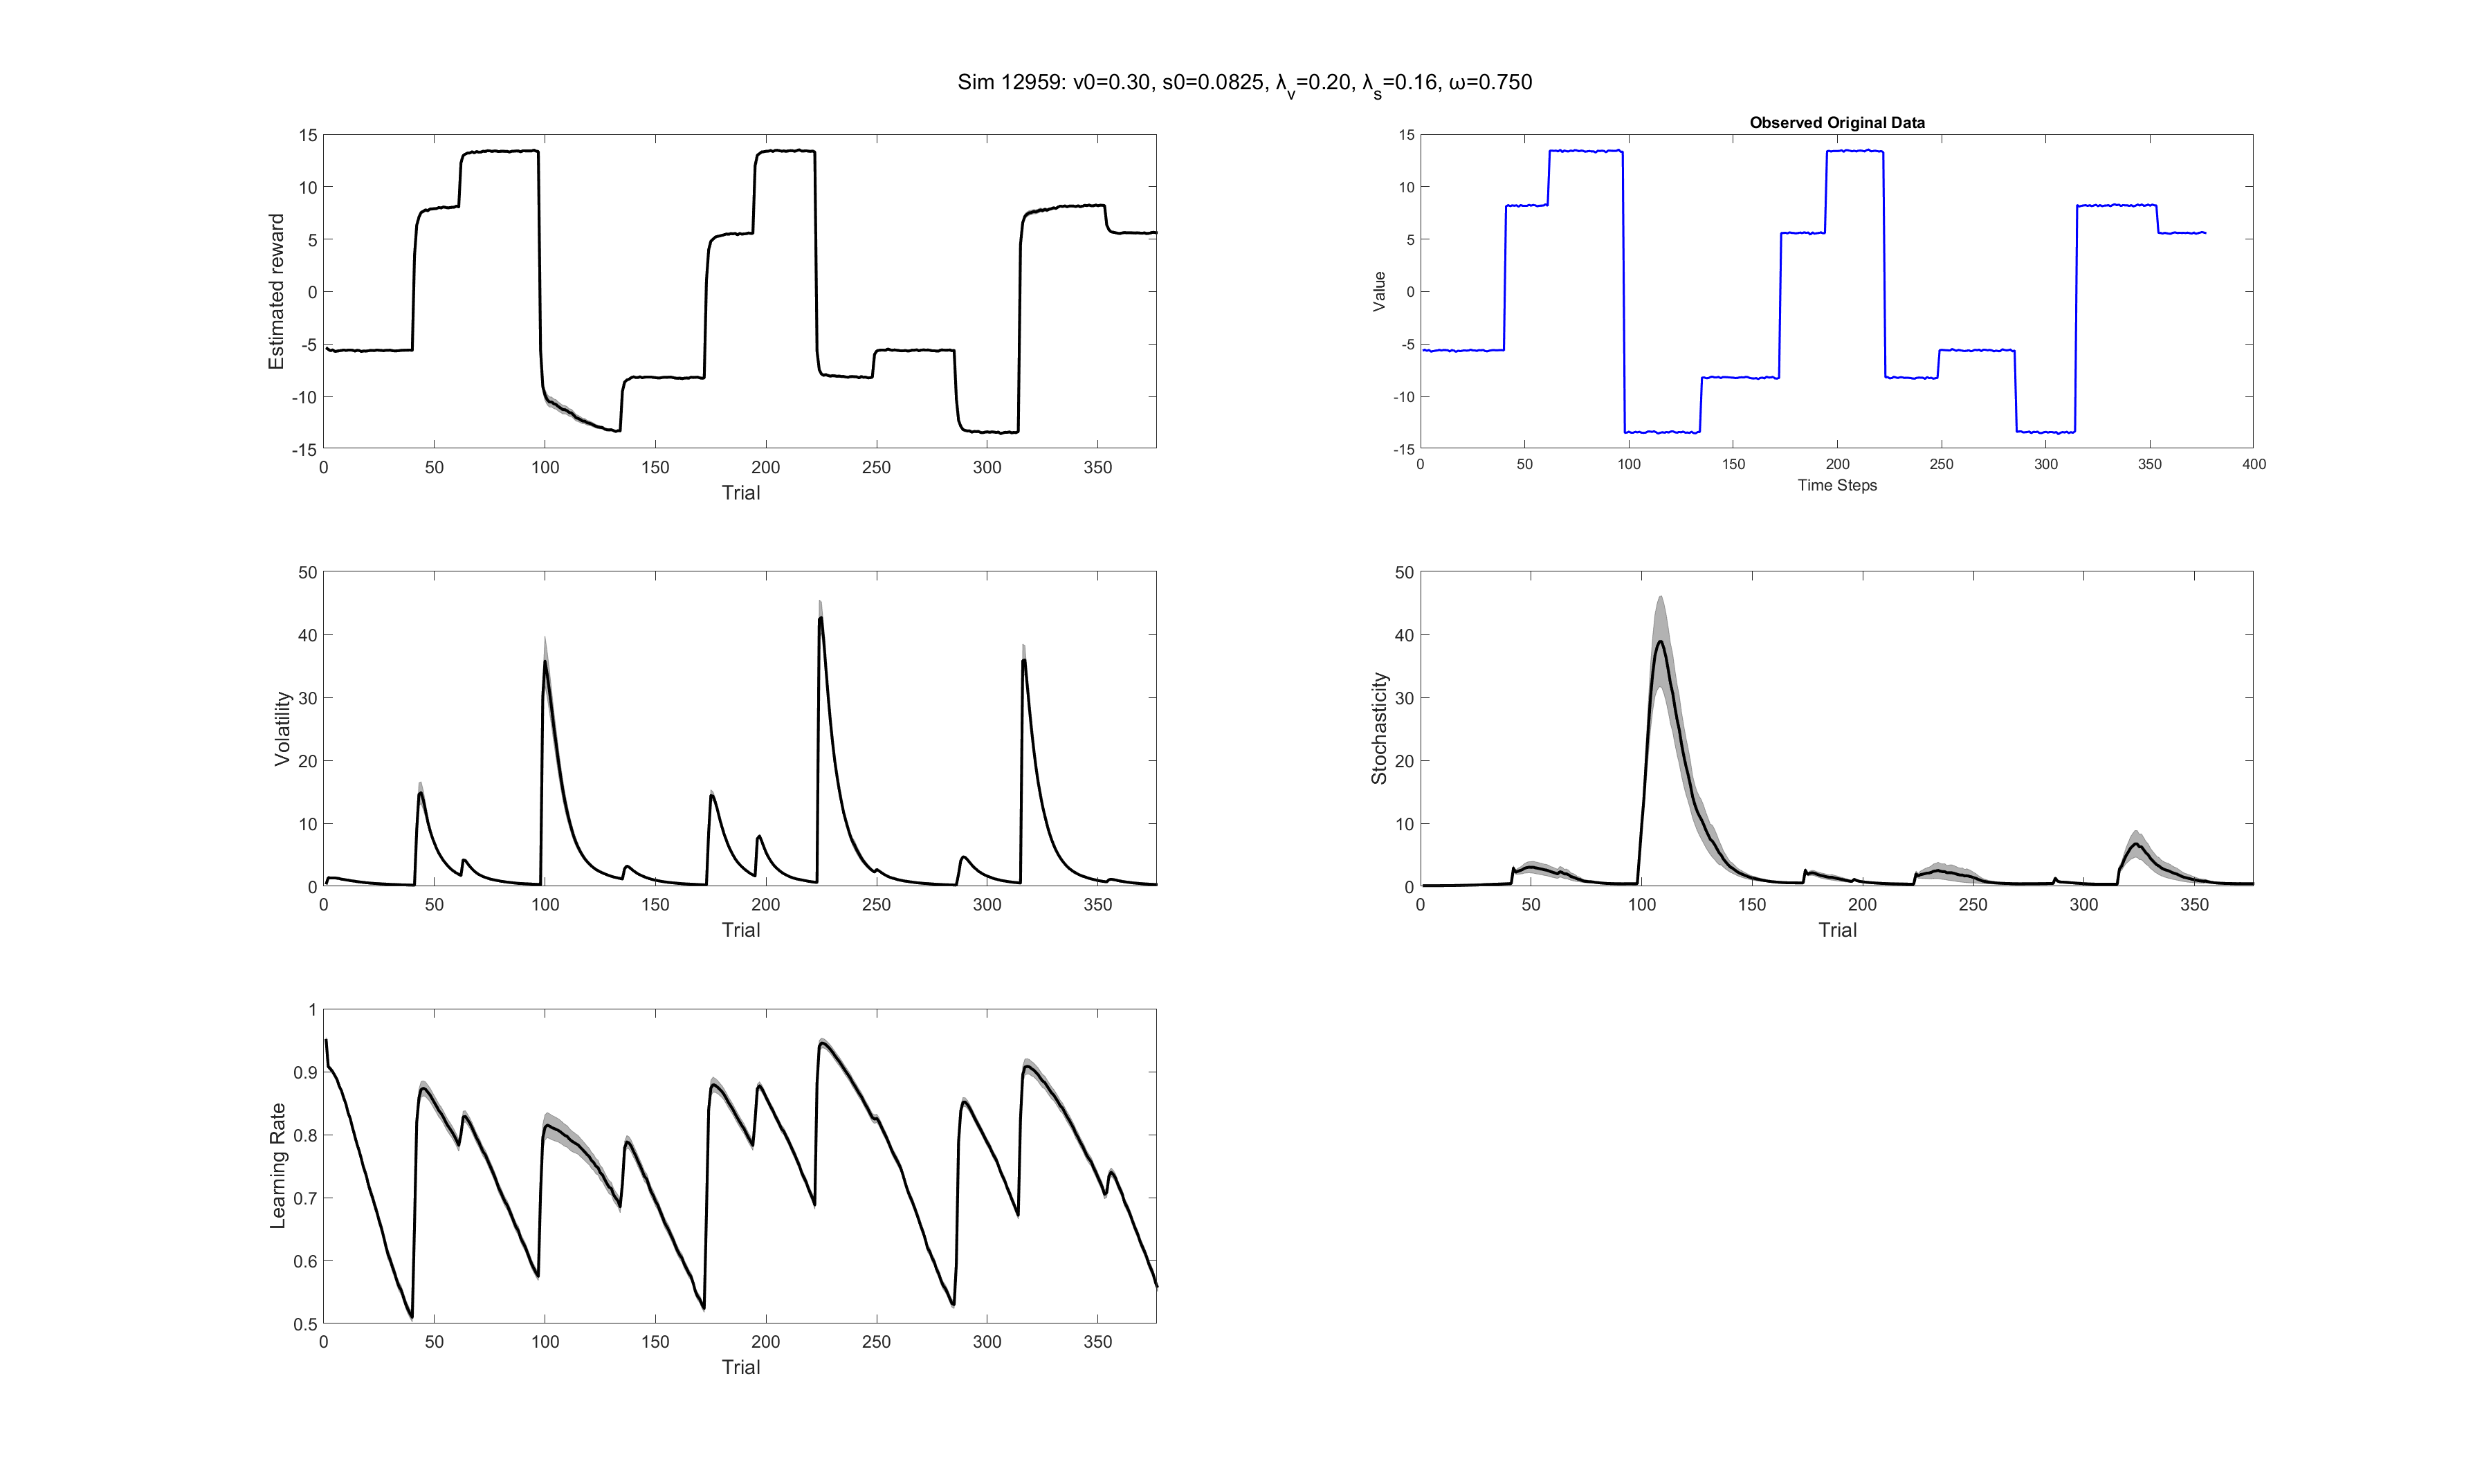 Sim 12959: v0=0.30, s0=0.0825, λv=0.20, λs=0.16, ω=0.750
15
10
5
0
-5
-10
-15
Estimated reward
0 50 100 150 200 250 300 350
Trial
Observed Original Data
15
10
5
0
-5
-10
-15
Value
0 50 100 150 200 250 300 350 400
Time Steps
50
40
30
20
10
0
Volatility
0 50 100 150 200 250 300 350
Trial
50
40
30
20
10
0
Stochasticity
0 50 100 150 200 250 300 350
Trial
1
0.9
0.8
0.7
0.6
0.5
Learning Rate
0 50 100 150 200 250 300 350
Trial